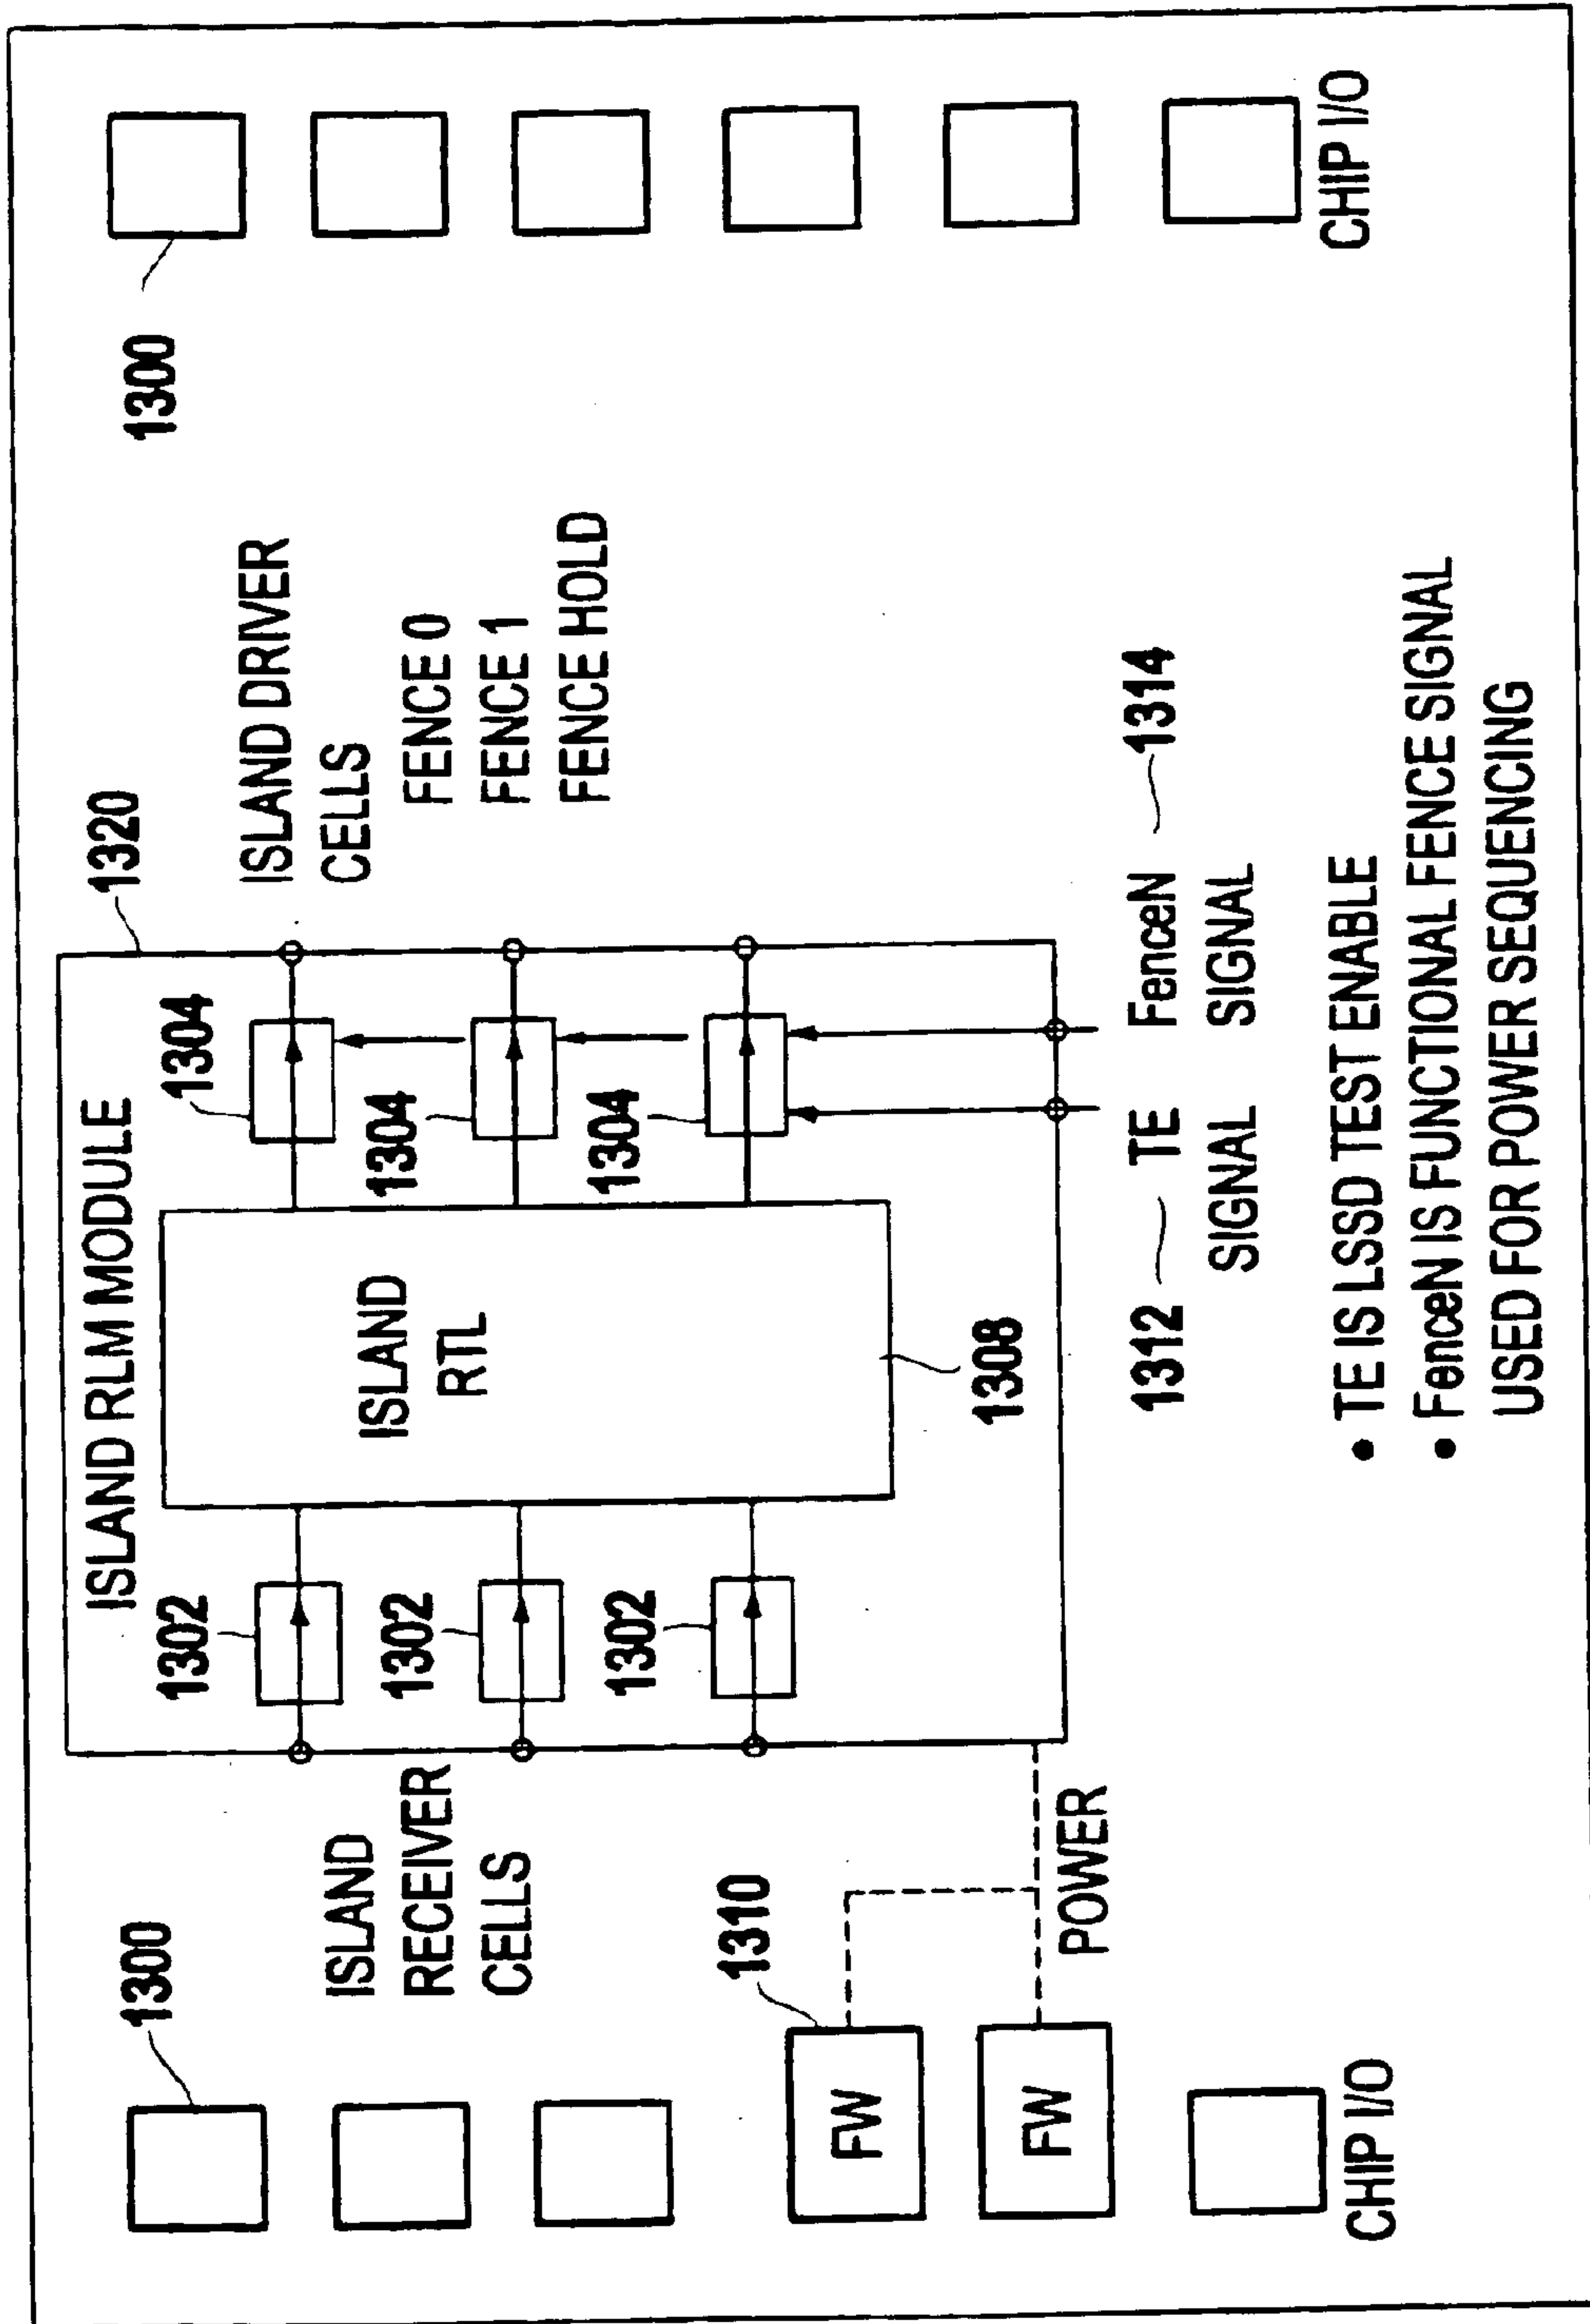 1300
1300
ISLAND RLM MODULE
1320
1302
1302
1302
1304
1304
1304
ISLAND
RTL
1308
ISLAND
RECEIVER
CELLS
ISLAND DRIVER
CELLS
FENCE 0
FENCE 1
FENCE HOLD
1310
FW
FW
POWER
1312
TE
SIGNAL
FenceN
SIGNAL
1314
• TE IS LSSD TEST ENABLE
• FenceN IS FUNCTIONAL FENCE SIGNAL
USED FOR POWER SEQUENCING
CHIP I/O
CHIP I/O